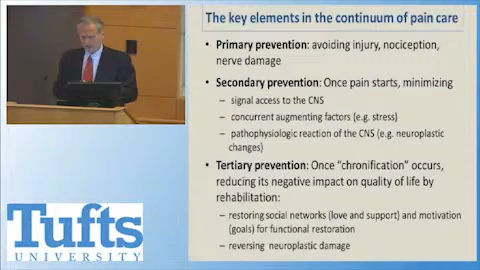 The key elements in the continuum of pain care
• Primary prevention: avoiding injury, nociception,
nerve damage
• Secondary prevention: Once pain starts, minimizing
– signal access to the CNS
– concurrent augmenting factors (e.g. stress)
– pathophysiologic reaction of the CNS (e.g. neuroplastic
changes)
• Tertiary prevention: Once “chronification” occurs,
reducing its negative impact on quality of life by
rehabilitation:
– restoring social networks (love and support) and motivation
(goals) for functional restoration
– reversing neuroplastic damage
Tufts
UNIVERSITY